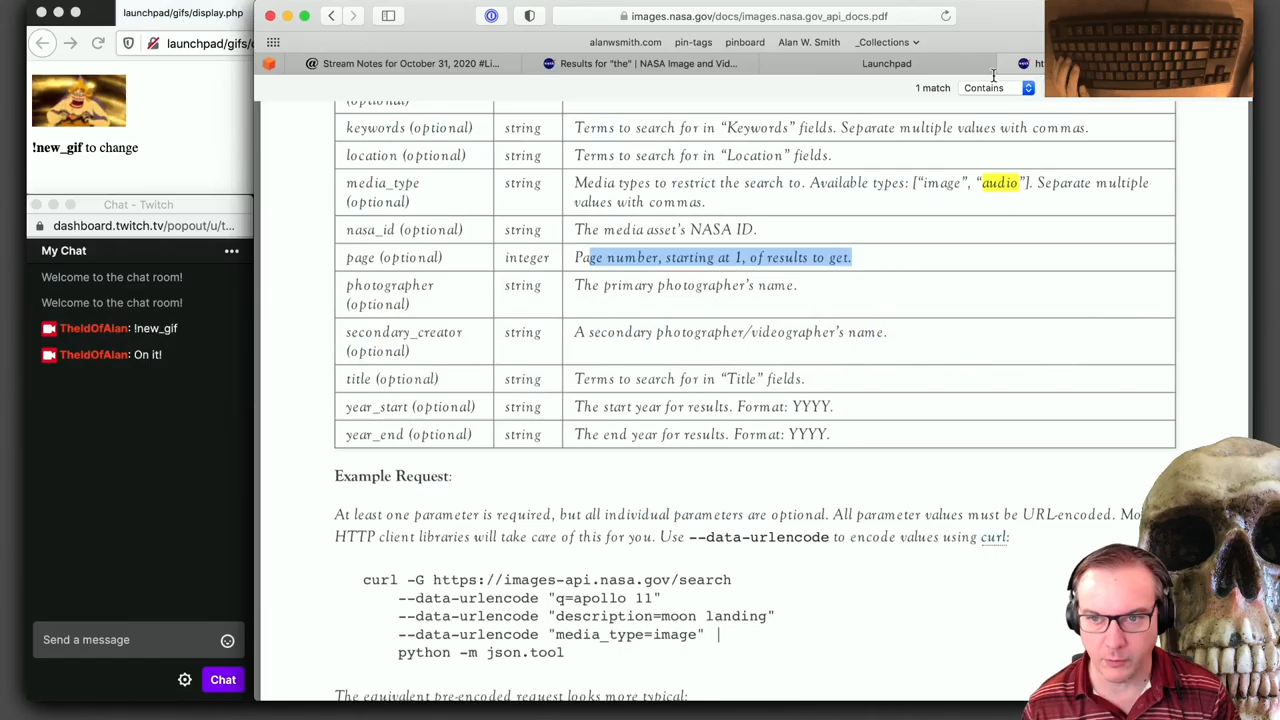 launchpad/gifs/display.php
launchpad/gifs/d
!new_gif to change
Chat - Twitch
dashboard.twitch.tv/popout/u/t...
My Chat
Welcome to the chat room!
Welcome to the chat room!
TheIdOfAlan: !new_gif
TheIdOfAlan: On it!
Send a message
Chat
images.nasa.gov/docs/images.nasa.gov_api_docs.pdf
alanwsmith.com pin-tags pinboard Alan W. Smith _Collections
Stream Notes for October 31, 2020 #Li... Results for "the" | NASA Image and Vid... Launchpad ht
1 match Contains
(optional)
keywords (optional) string Terms to search for in “Keywords” fields. Separate multiple values with commas.
location (optional) string Terms to search for in “Location” fields.
media_type string Media types to restrict the search to. Available types: [“image”, “audio”]. Separate multiple
(optional) values with commas.
nasa_id (optional) string The media asset’s NASA ID.
page (optional) integer Page number, starting at 1, of results to get.
photographer string The primary photographer’s name.
(optional)
secondary_creator string A secondary photographer/videographer’s name.
(optional)
title (optional) string Terms to search for in “Title” fields.
year_start (optional) string The start year for results. Format: YYYY.
year_end (optional) string The end year for results. Format: YYYY.
Example Request:
At least one parameter is required, but all individual parameters are optional. All parameter values must be URL-encoded. Mo
HTTP client libraries will take care of this for you. Use --data-urlencode to encode values using curl:
curl -G https://images-api.nasa.gov/search
--data-urlencode "q=apollo 11"
--data-urlencode "description=moon landing"
--data-urlencode "media_type=image" |
python -m json.tool
The equivalent pre-encoded request looks more typical: